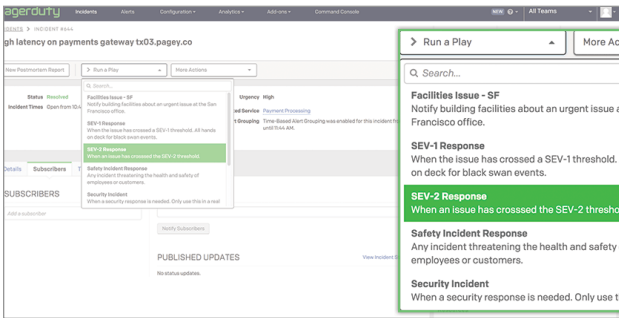 agerduty
Incidents
Alerts
Configuration
Analytics
Add-ons
Command Console
NEW
All Teams
INCIDENT #644
gh latency on payments gateway tx03.pagey.co
New Postmortem Report
Run a Play
More Actions
Search...
Facilities Issue - SF
Notify building facilities about an urgent issue at the San
Francisco office.
SEV-1 Response
When the issue has crossed a SEV-1 threshold. All hands
on deck for black swan events.
SEV-2 Response
When an issue has crosssed the SEV-2 threshold.
Safety Incident Response
Any incident threatening the health and safety of
employees or customers.
Security Incident
When a security response is needed. Only use this in a real
Status Resolved
Incident Times Open from 10:4
Urgency High
ed Service Payment Processing
t Grouping Time-Based Alert Grouping was enabled for this incident
until 11:44 AM.
Details
Subscribers
SUBSCRIBERS
Add a subscriber
Notify Subscribers
PUBLISHED UPDATES
View Incident
No status updates.
Run a Play
More Ac
Search...
Facilities Issue - SF
Notify building facilities about an urgent issue a
Francisco office.
SEV-1 Response
When the issue has crossed a SEV-1 threshold.
on deck for black swan events.
SEV-2 Response
When an issue has crosssed the SEV-2 thresho
Safety Incident Response
Any incident threatening the health and safety
employees or customers.
Security Incident
When a security response is needed. Only use t